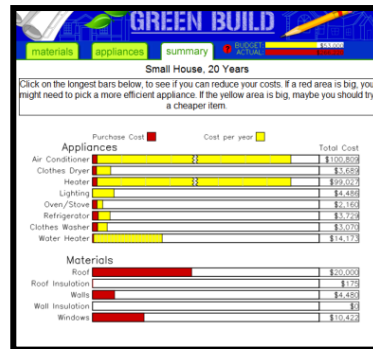 GREEN BUILD
materials appliances summary ? BUDGET: $53,000
ACTUAL:
Small House, 20 Years
Click on the longest bars below, to see if you can reduce your costs. If a red area is big, you
might need to pick a more efficient appliance. If the yellow area is big, maybe you should try
a cheaper item.
Purchase Cost Cost per year
Appliances Total Cost
Air Conditioner $100,809
Clothes Dryer $3,689
Heater $99,027
Lighting $4,486
Oven/Stove $2,160
Refrigerator $3,729
Clothes Washer $3,070
Water Heater $14,173
Materials
Roof $20,000
Roof Insulation $175
Walls $4,480
Wall Insulation $0
Windows $10,422